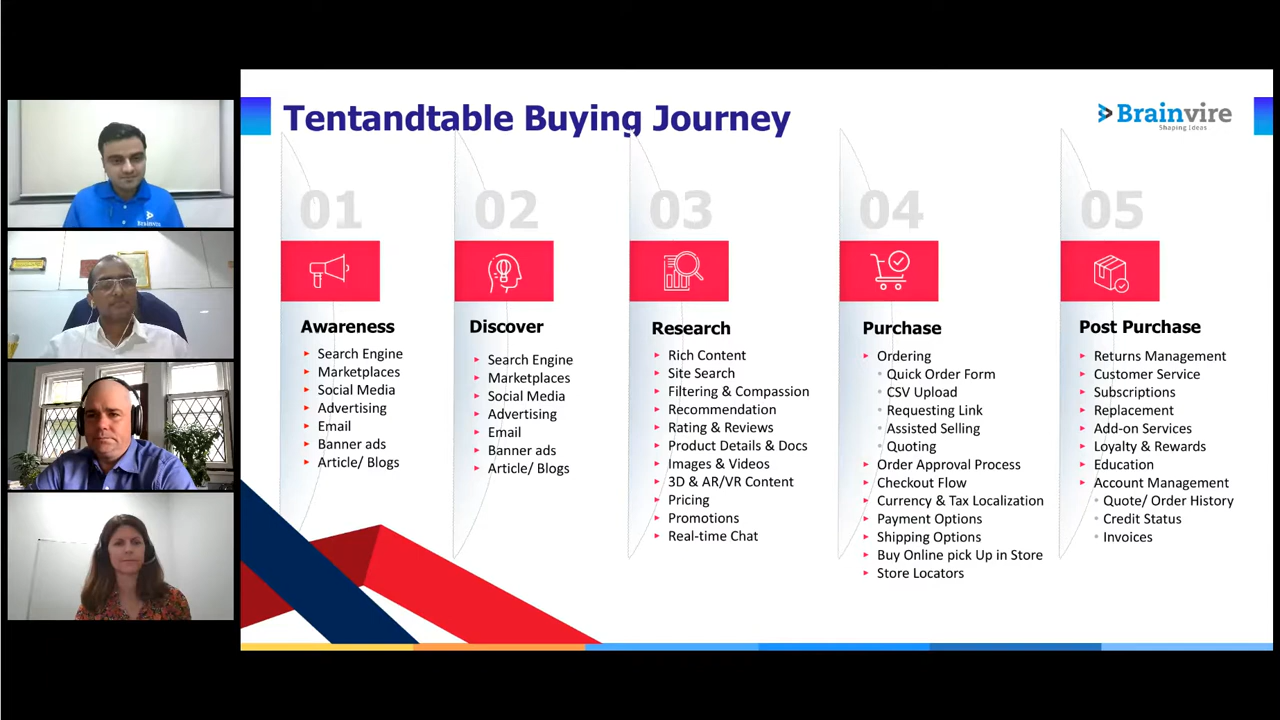 Tentandtable Buying Journey
Brainvire
Shaping Ideas
01
Awareness
Search Engine
Marketplaces
Social Media
Advertising
Email
Banner ads
Article/ Blogs
02
Discover
Search Engine
Marketplaces
Social Media
Advertising
Email
Banner ads
Article/ Blogs
03
Research
Rich Content
Site Search
Filtering & Compassion
Recommendation
Rating & Reviews
Product Details & Docs
Images & Videos
3D & AR/VR Content
Pricing
Promotions
Real-time Chat
04
Purchase
Ordering
Quick Order Form
CSV Upload
Requesting Link
Assisted Selling
Quoting
Order Approval Process
Checkout Flow
Currency & Tax Localization
Payment Options
Shipping Options
Buy Online pick Up in Store
Store Locators
05
Post Purchase
Returns Management
Customer Service
Subscriptions
Replacement
Add-on Services
Loyalty & Rewards
Education
Account Management
Quote/ Order History
Credit Status
Invoices
Brainvire